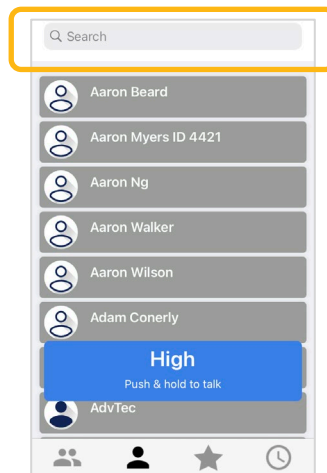 Search
Aaron Beard
Aaron Myers ID 4421
Aaron Ng
Aaron Walker
Aaron Wilson
Adam Conerly
High
Push & hold to talk
AdvTec